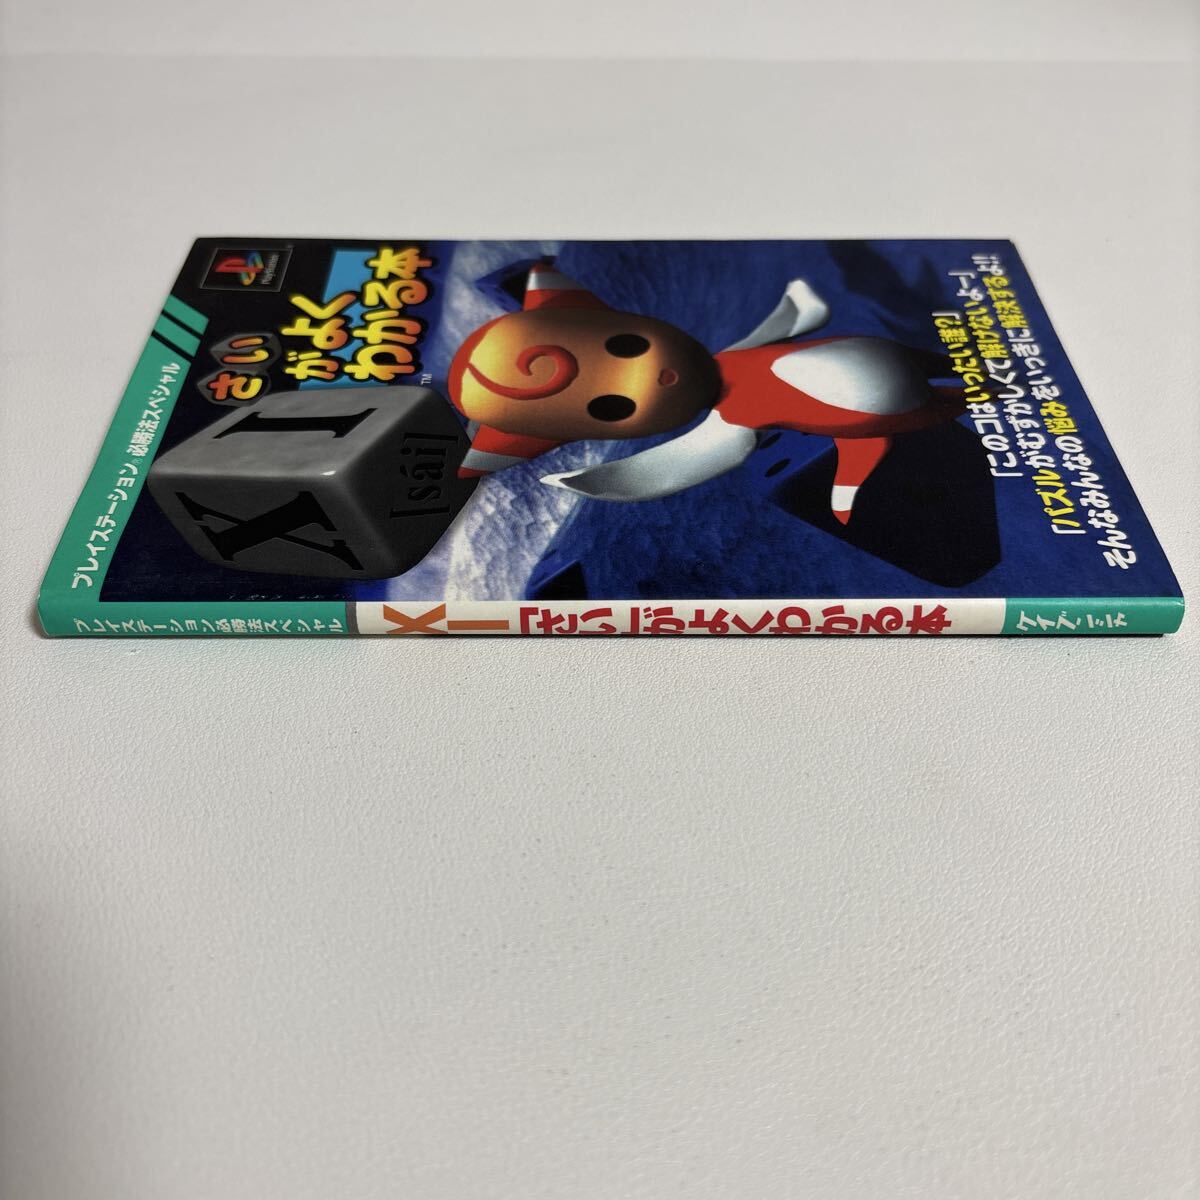 プレイステーション®必勝法スペシャル
PlayStation
さい
がよく
わかる本
TM
XI
[sái]
「このコはいったい誰?」
「パズルがむずかしくて解けないよー」
そんなみんなの悩みをいっきに解決するよ!!
プレイステーション必勝法スペシャル
XI
「さい」がよくわかる本
ケイブンシャ